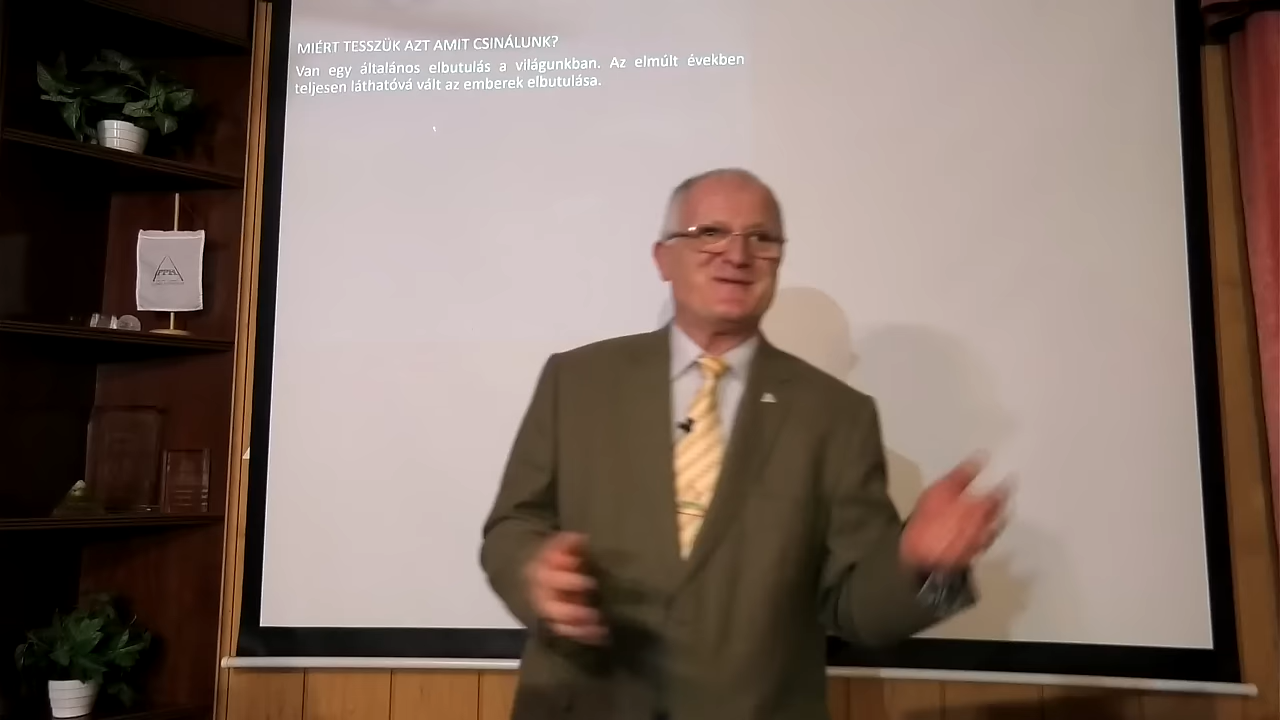 MIÉRT TESSZÜK AZT AMIT CSINÁLUNK?
Van egy általános elbutulás a világunkban. Az elmúlt években
teljesen láthatóvá vált az emberek elbutulása.